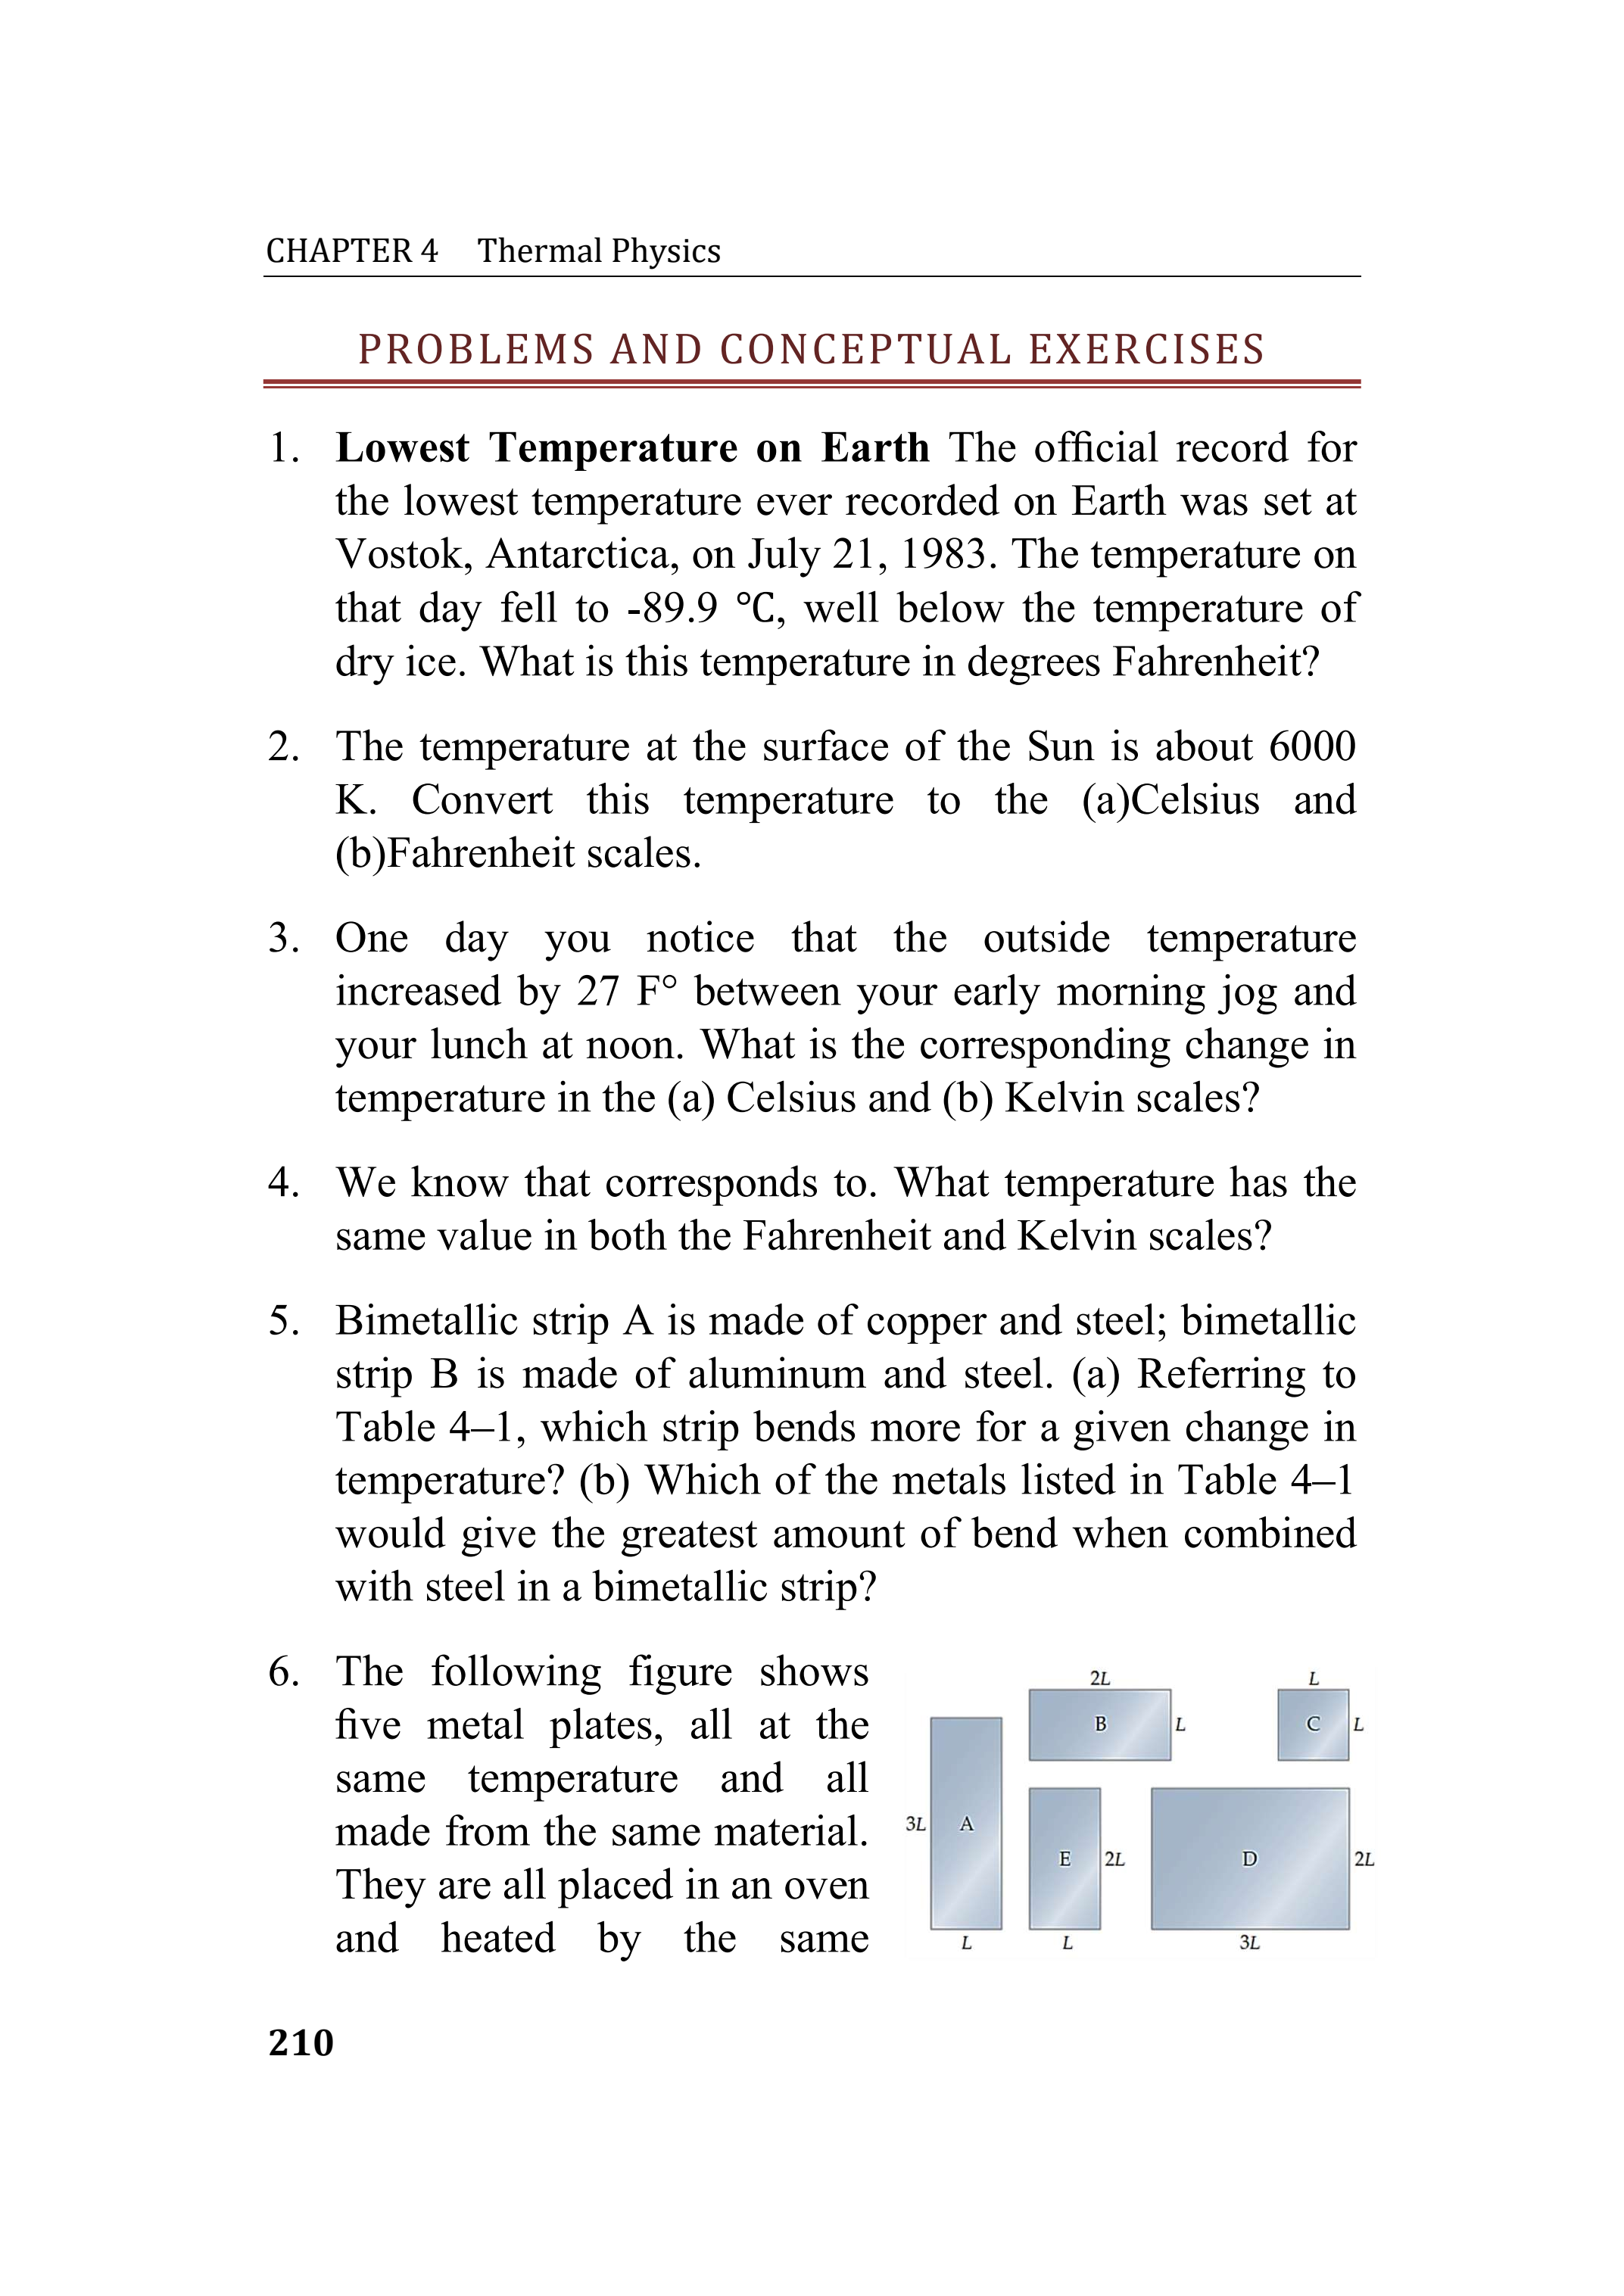 CHAPTER 4 Thermal Physics
PROBLEMS AND CONCEPTUAL EXERCISES
1. Lowest Temperature on Earth The official record for
the lowest temperature ever recorded on Earth was set at
Vostok, Antarctica, on July 21, 1983. The temperature on
that day fell to -89.9 °C, well below the temperature of
dry ice. What is this temperature in degrees Fahrenheit?
2. The temperature at the surface of the Sun is about 6000
K. Convert this temperature to the (a)Celsius and
(b)Fahrenheit scales.
3. One day you notice that the outside temperature
increased by 27 F° between your early morning jog and
your lunch at noon. What is the corresponding change in
temperature in the (a) Celsius and (b) Kelvin scales?
4. We know that corresponds to. What temperature has the
same value in both the Fahrenheit and Kelvin scales?
5. Bimetallic strip A is made of copper and steel; bimetallic
strip B is made of aluminum and steel. (a) Referring to
Table 4–1, which strip bends more for a given change in
temperature? (b) Which of the metals listed in Table 4–1
would give the greatest amount of bend when combined
with steel in a bimetallic strip?
6. The following figure shows
five metal plates, all at the
same temperature and all
made from the same material.
They are all placed in an oven
and heated by the same
2L L
B L C L
3L A
E 2L D 2L
L L 3L
210